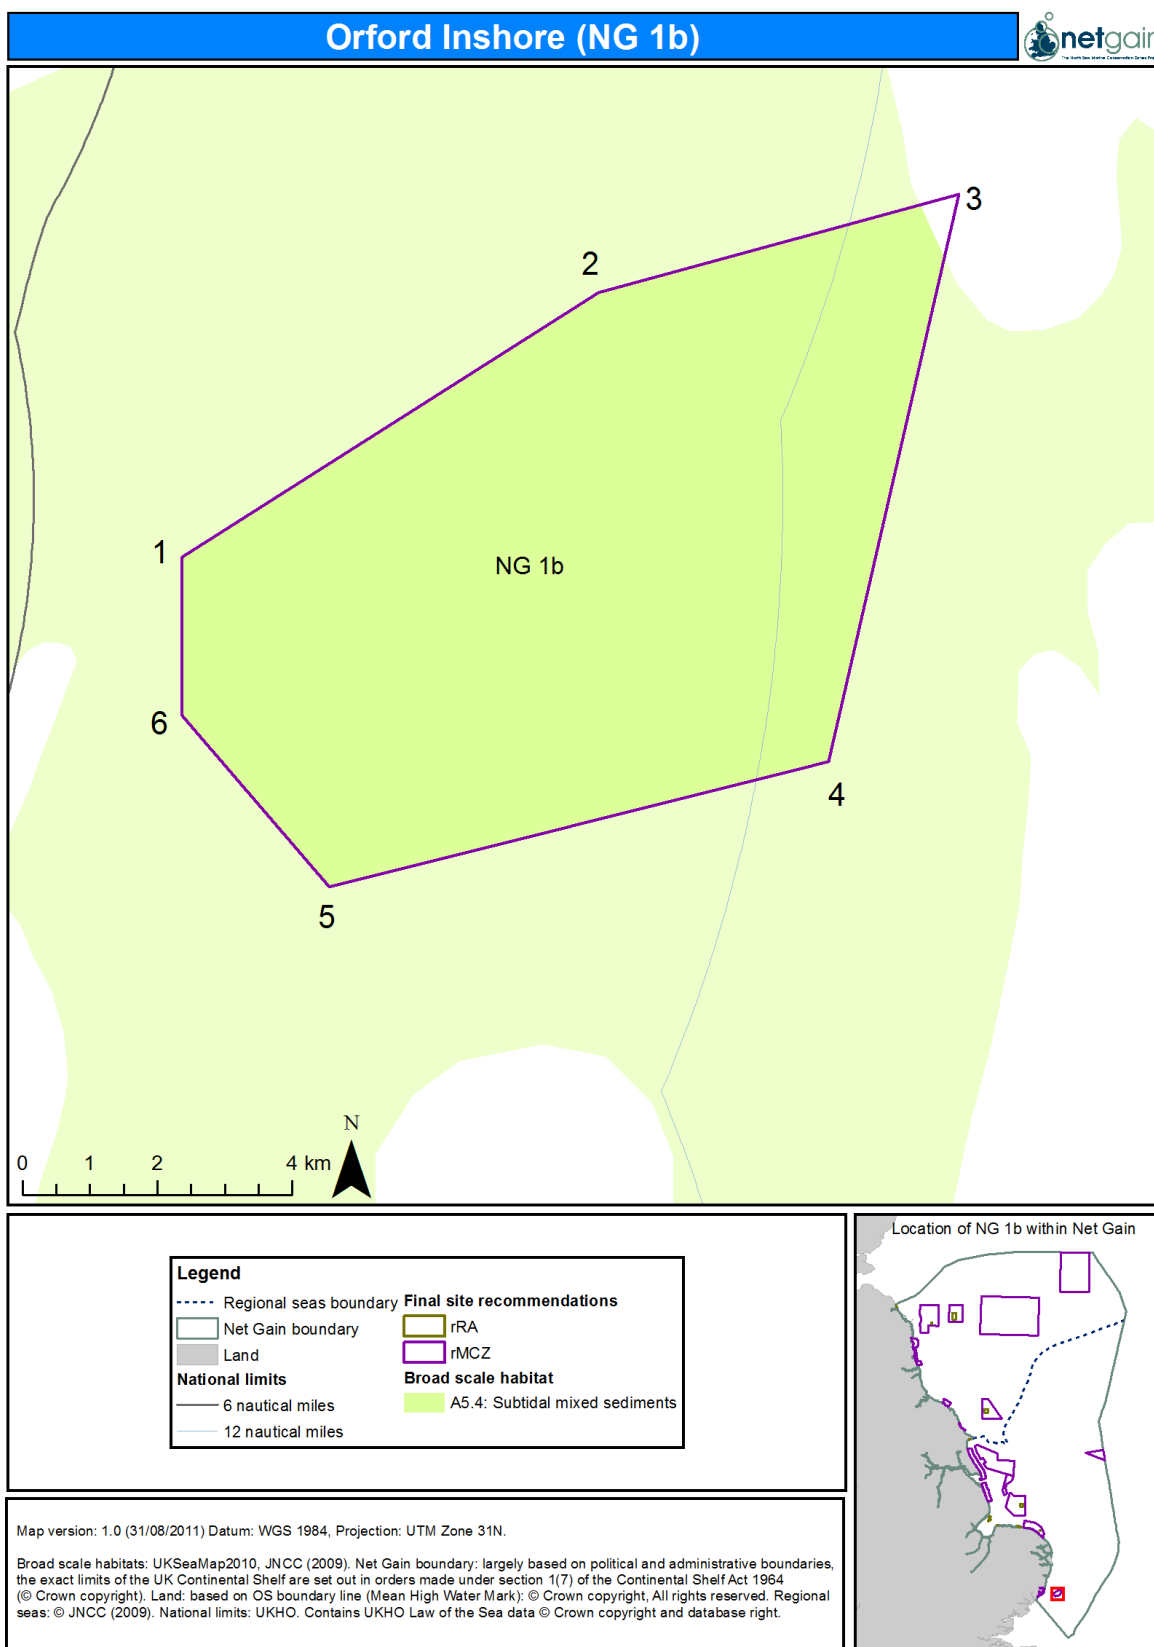 Orford Inshore (NG 1b)
netgain
3
2
1
NG 1b
6
4
5
N
0 1 2 4 km
Location of NG 1b within Net Gain
Legend
Regional seas boundary
Net Gain boundary
Land
National limits
6 nautical miles
12 nautical miles
Final site recommendations
rRA
rMCZ
Broad scale habitat
A5.4: Subtidal mixed sediments
Map version: 1.0 (31/08/2011) Datum: WGS 1984, Projection: UTM Zone 31N.
Broad scale habitats: UKSeaMap2010, JNCC (2009). Net Gain boundary: largely based on political and administrative boundaries,
the exact limits of the UK Continental Shelf are set out in orders made under section 1(7) of the Continental Shelf Act 1964
(© Crown copyright). Land: based on OS boundary line (Mean High Water Mark): © Crown copyright, All rights reserved. Regional
seas: © JNCC (2009). National limits: UKHO. Contains UKHO Law of the Sea data © Crown copyright and database right.